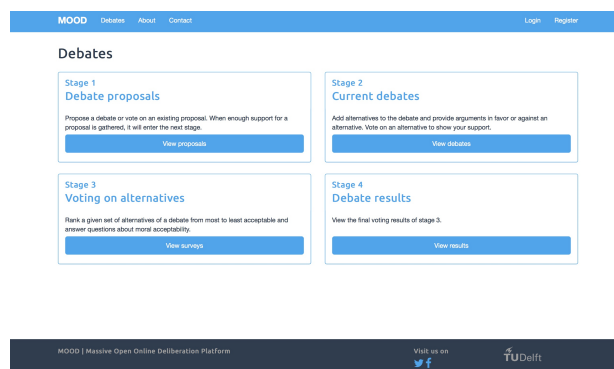 MOOD Debates About Contact Login Register
Debates
Stage 1
Debate proposals
Propose a debate or vote on an existing proposal. When enough support for a
proposal is gathered, it will enter the next stage.
View proposals
Stage 2
Current debates
Add alternatives to the debate and provide arguments in favor or against an
alternative. Vote on an alternative to show your support.
View debates
Stage 3
Voting on alternatives
Rank a given set of alternatives of a debate from most to least acceptable and
answer questions about moral acceptability.
View surveys
Stage 4
Debate results
View the final voting results of stage 3.
View results
MOOD | Massive Open Online Deliberation Platform
Visit us on
TUDelft